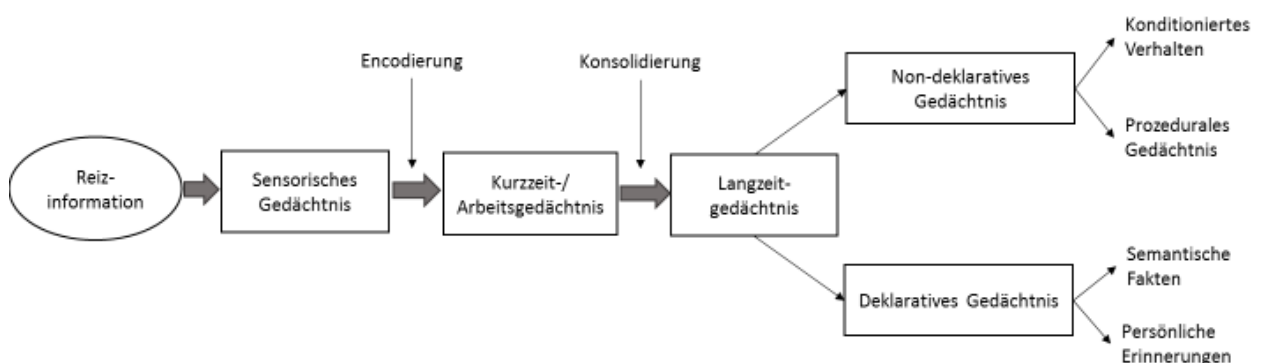 Reiz-
information
Sensorisches
Gedächtnis
Encodierung
Kurzzeit-/
Arbeitsgedächtnis
Konsolidierung
Langzeit-
gedächtnis
Non-deklaratives
Gedächtnis
Konditioniertes
Verhalten
Prozedurales
Gedächtnis
Deklaratives Gedächtnis
Semantische
Fakten
Persönliche
Erinnerungen